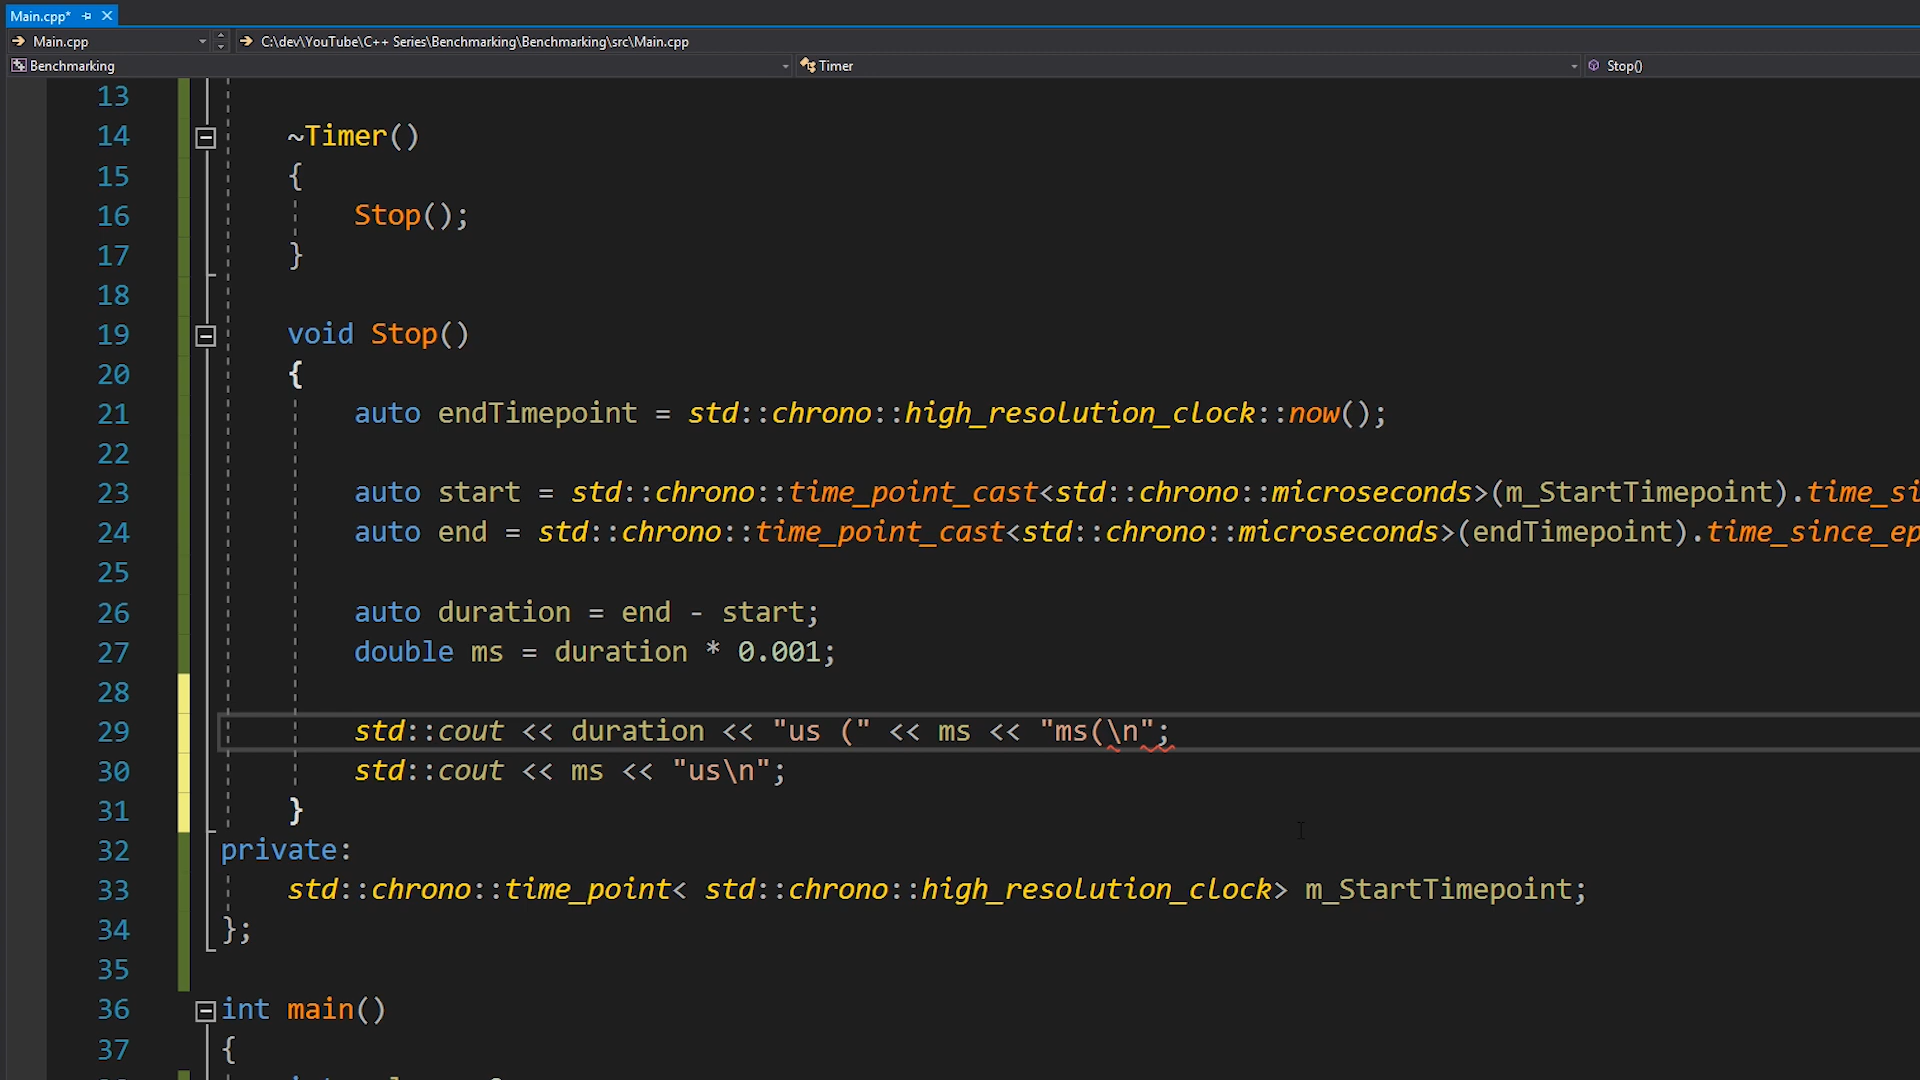 Main.cpp*
Main.cpp C:\dev\YouTube\C++ Series\Benchmarking\Benchmarking\src\Main.cpp
Benchmarking Timer Stop()
13
14 ~Timer()
15 {
16 Stop();
17 }
18
19 void Stop()
20 {
21 auto endTimepoint = std::chrono::high_resolution_clock::now();
22
23 auto start = std::chrono::time_point_cast<std::chrono::microseconds>(m_StartTimepoint).time_si
24 auto end = std::chrono::time_point_cast<std::chrono::microseconds>(endTimepoint).time_since_ep
25
26 auto duration = end - start;
27 double ms = duration * 0.001;
28
29 std::cout << duration << "us (" << ms << "ms(\n";
30 std::cout << ms << "us\n";
31 }
32 private:
33 std::chrono::time_point< std::chrono::high_resolution_clock> m_StartTimepoint;
34 };
35
36 int main()
37 {